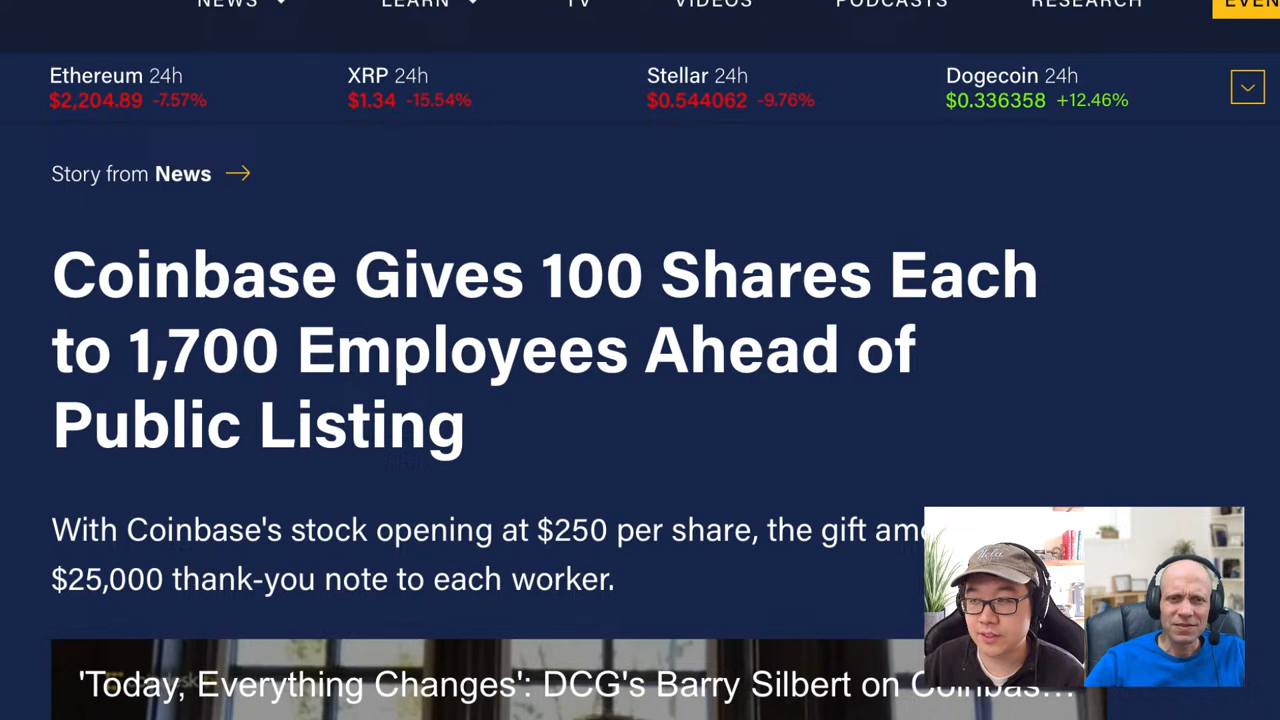 NEWS LEARN TV VIDEOS PODCASTS RESEARCH EVEN
Ethereum 24h XRP 24h Stellar 24h Dogecoin 24h
$2,204.89 -7.57% $1.34 -15.54% $0.544062 -9.76% $0.336358 +12.46%
Story from News
Coinbase Gives 100 Shares Each
to 1,700 Employees Ahead of
Public Listing
With Coinbase's stock opening at $250 per share, the gift amo
$25,000 thank-you note to each worker.
'Today, Everything Changes': DCG's Barry Silbert on Coinbas…